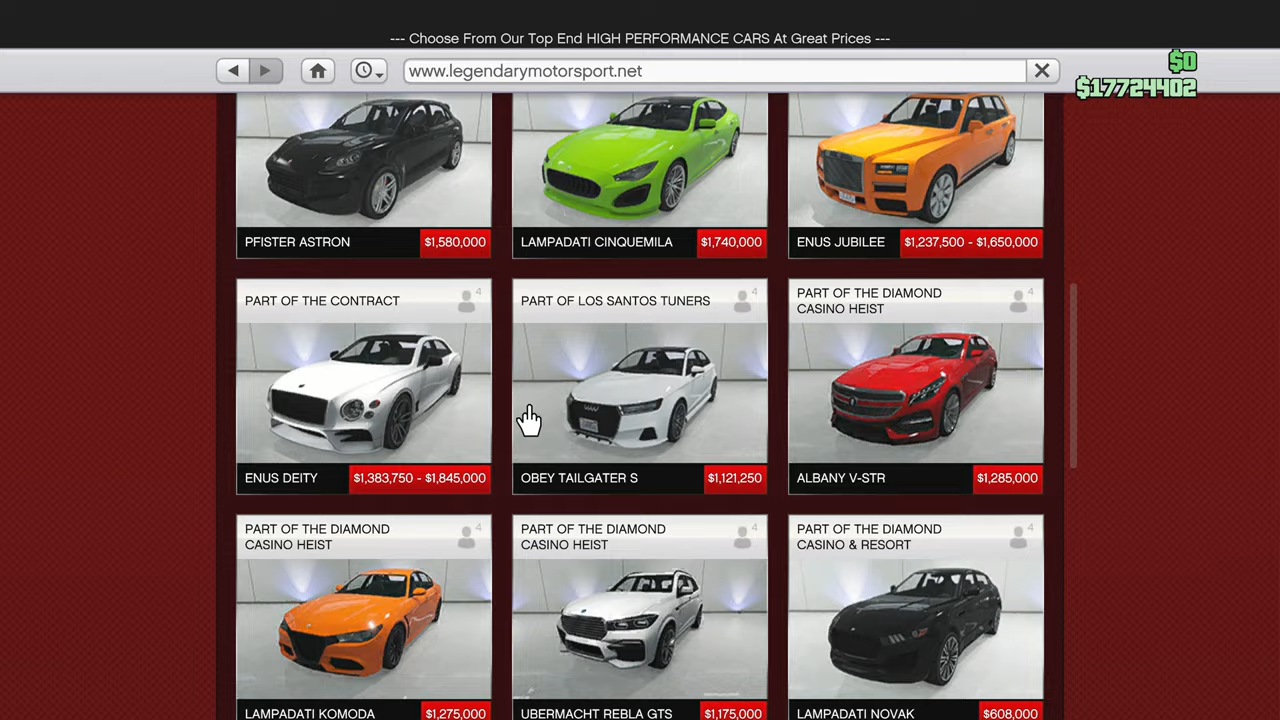 --- Choose From Our Top End HIGH PERFORMANCE CARS At Great Prices ---
www.legendarymotorsport.net
$0
$17724402
PFISTER ASTRON $1,580,000
LAMPADATI CINQUEMILA $1,740,000
ENUS JUBILEE $1,237,500 - $1,650,000
PART OF THE CONTRACT 4
ENUS DEITY $1,383,750 - $1,845,000
PART OF LOS SANTOS TUNERS 4
OBEY TAILGATER S $1,121,250
PART OF THE DIAMOND 4
CASINO HEIST
ALBANY V-STR $1,285,000
PART OF THE DIAMOND 4
CASINO HEIST
LAMPADATI KOMODA $1,275,000
PART OF THE DIAMOND 4
CASINO HEIST
UBERMACHT REBLA GTS $1,175,000
PART OF THE DIAMOND 4
CASINO & RESORT
LAMPADATI NOVAK $608,000